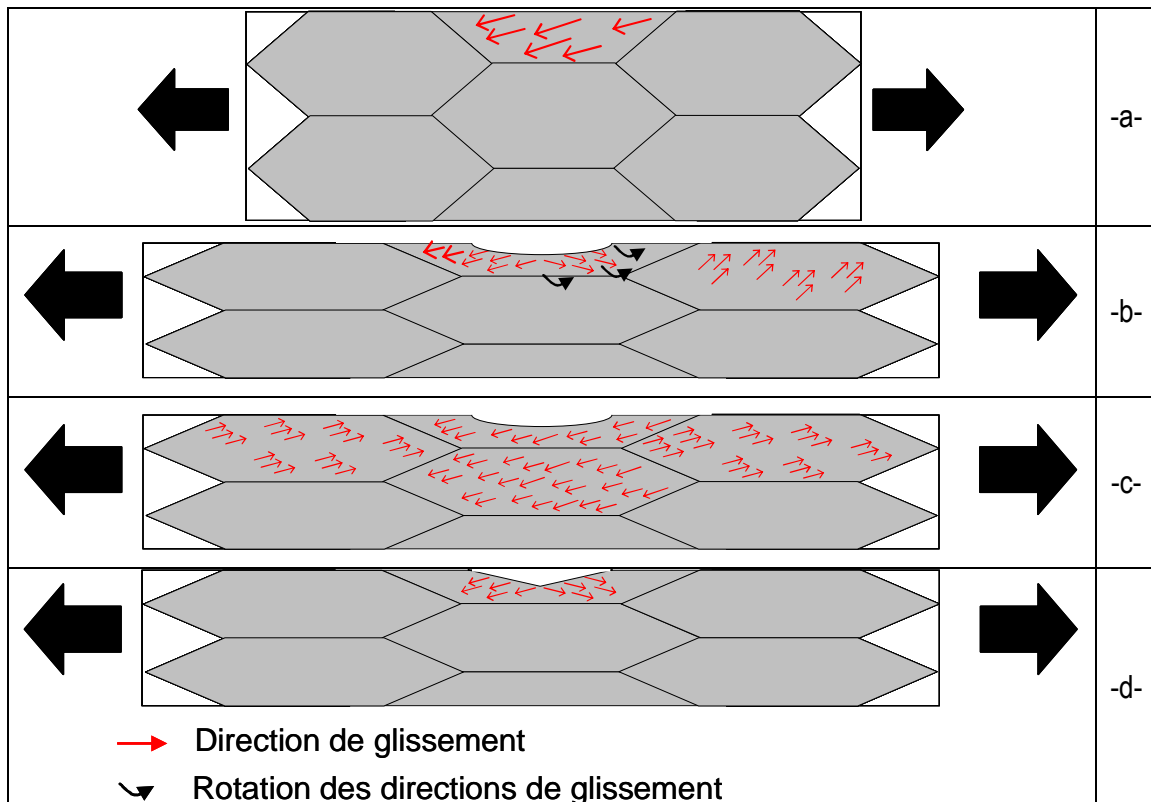 -a-
-b-
-c-
-d-
Direction de glissement
Rotation des directions de glissement